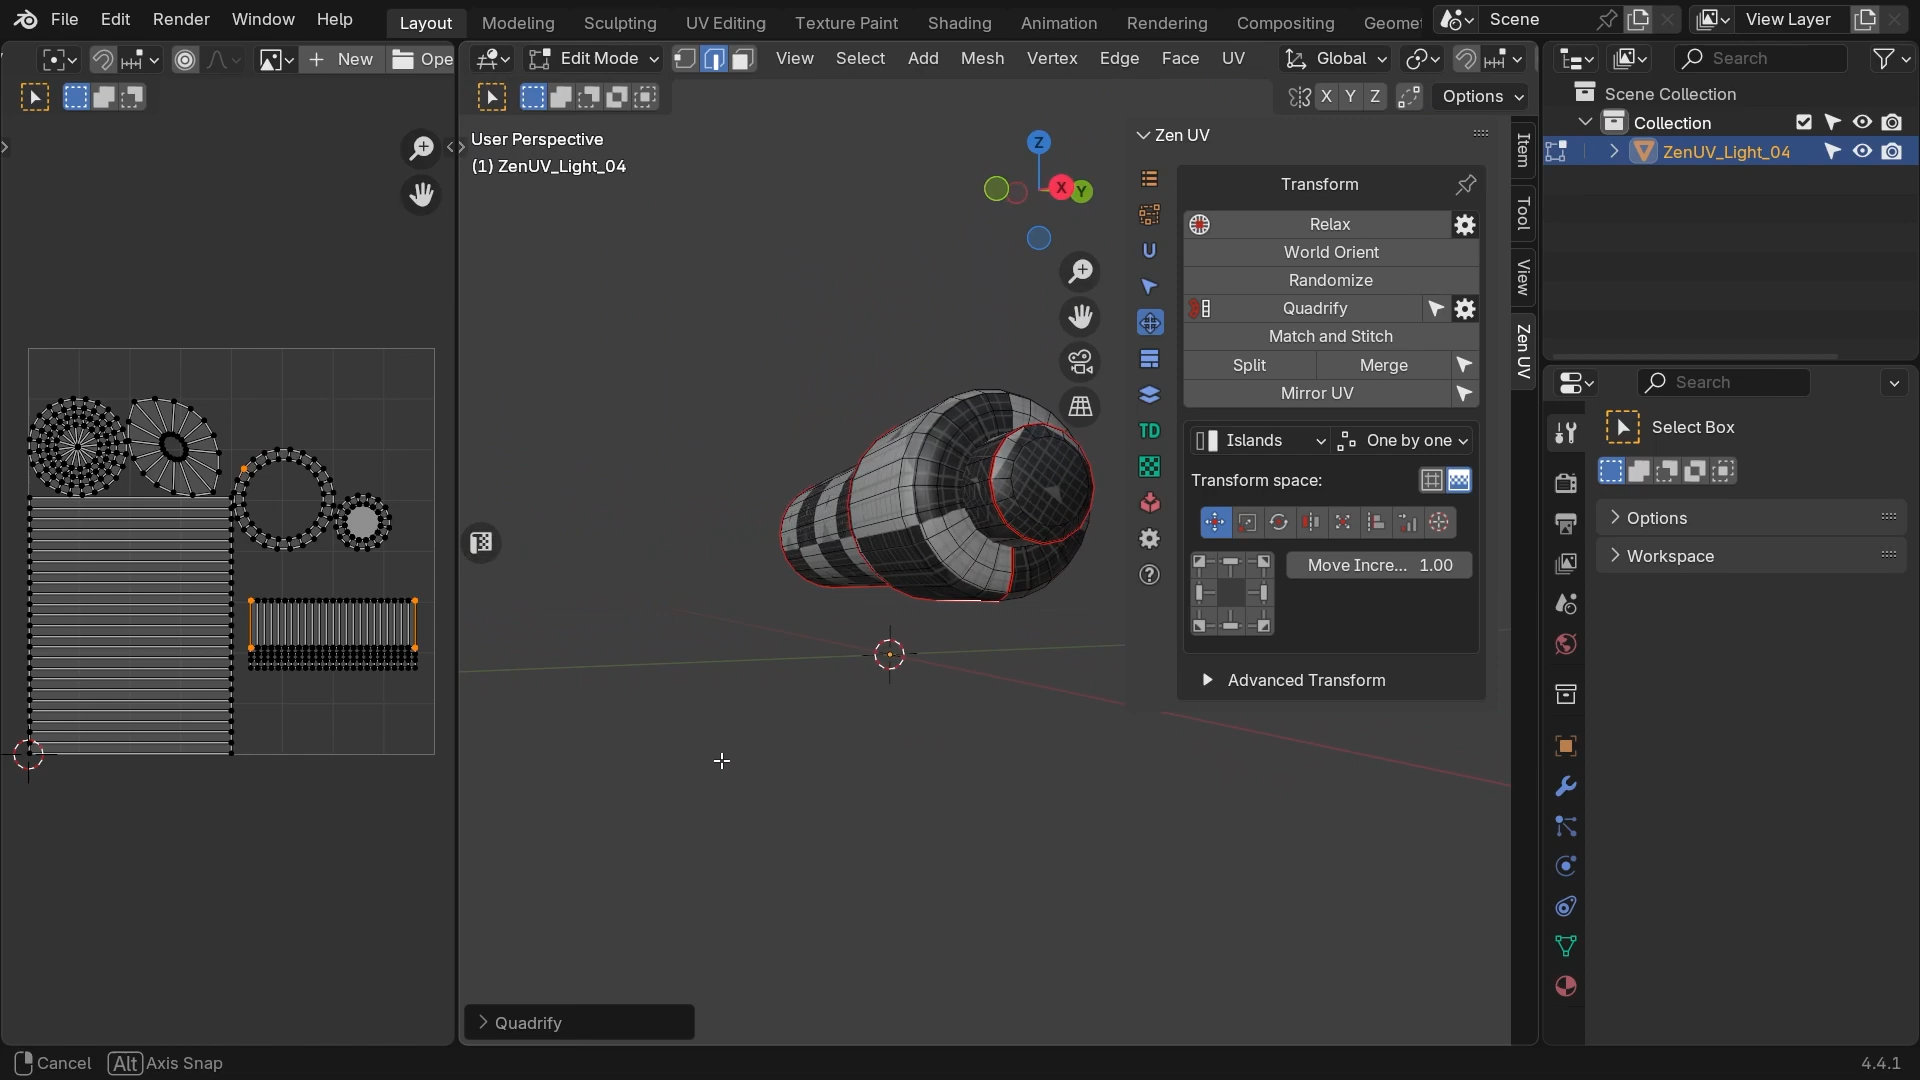 File Edit Render Window Help Layout Modeling Sculpting UV Editing Texture Paint Shading Animation Rendering Compositing Geomet Scene View Layer
New Ope Edit Mode View Select Add Mesh Vertex Edge Face UV Global Search
X Y Z Options
Scene Collection
Collection
ZenUV_Light_04
User Perspective
(1) ZenUV_Light_04
Z
X
Y
Zen UV
Item
Tool
View
Zen UV
Transform
Relax
World Orient
Randomize
Quadrify
Match and Stitch
Split Merge
Mirror UV
Islands One by one
Transform space:
Move Incre... 1.00
Advanced Transform
TD
Search
Select Box
Options
Workspace
Quadrify
Cancel Alt Axis Snap 4.4.1